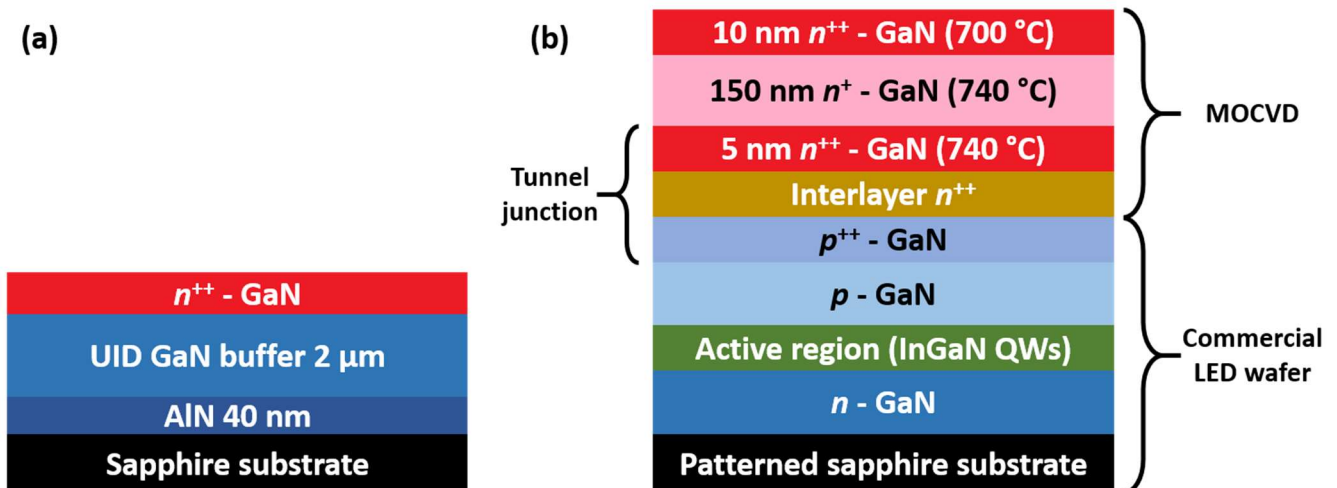 (a)
n⁺⁺ - GaN
UID GaN buffer 2 µm
AlN 40 nm
Sapphire substrate
(b)
10 nm n⁺⁺ - GaN (700 °C)
150 nm n⁺ - GaN (740 °C)
5 nm n⁺⁺ - GaN (740 °C)
Interlayer n⁺⁺
p⁺⁺ - GaN
p - GaN
Active region (InGaN QWs)
n - GaN
Patterned sapphire substrate
Tunnel
junction
MOCVD
Commercial
LED wafer